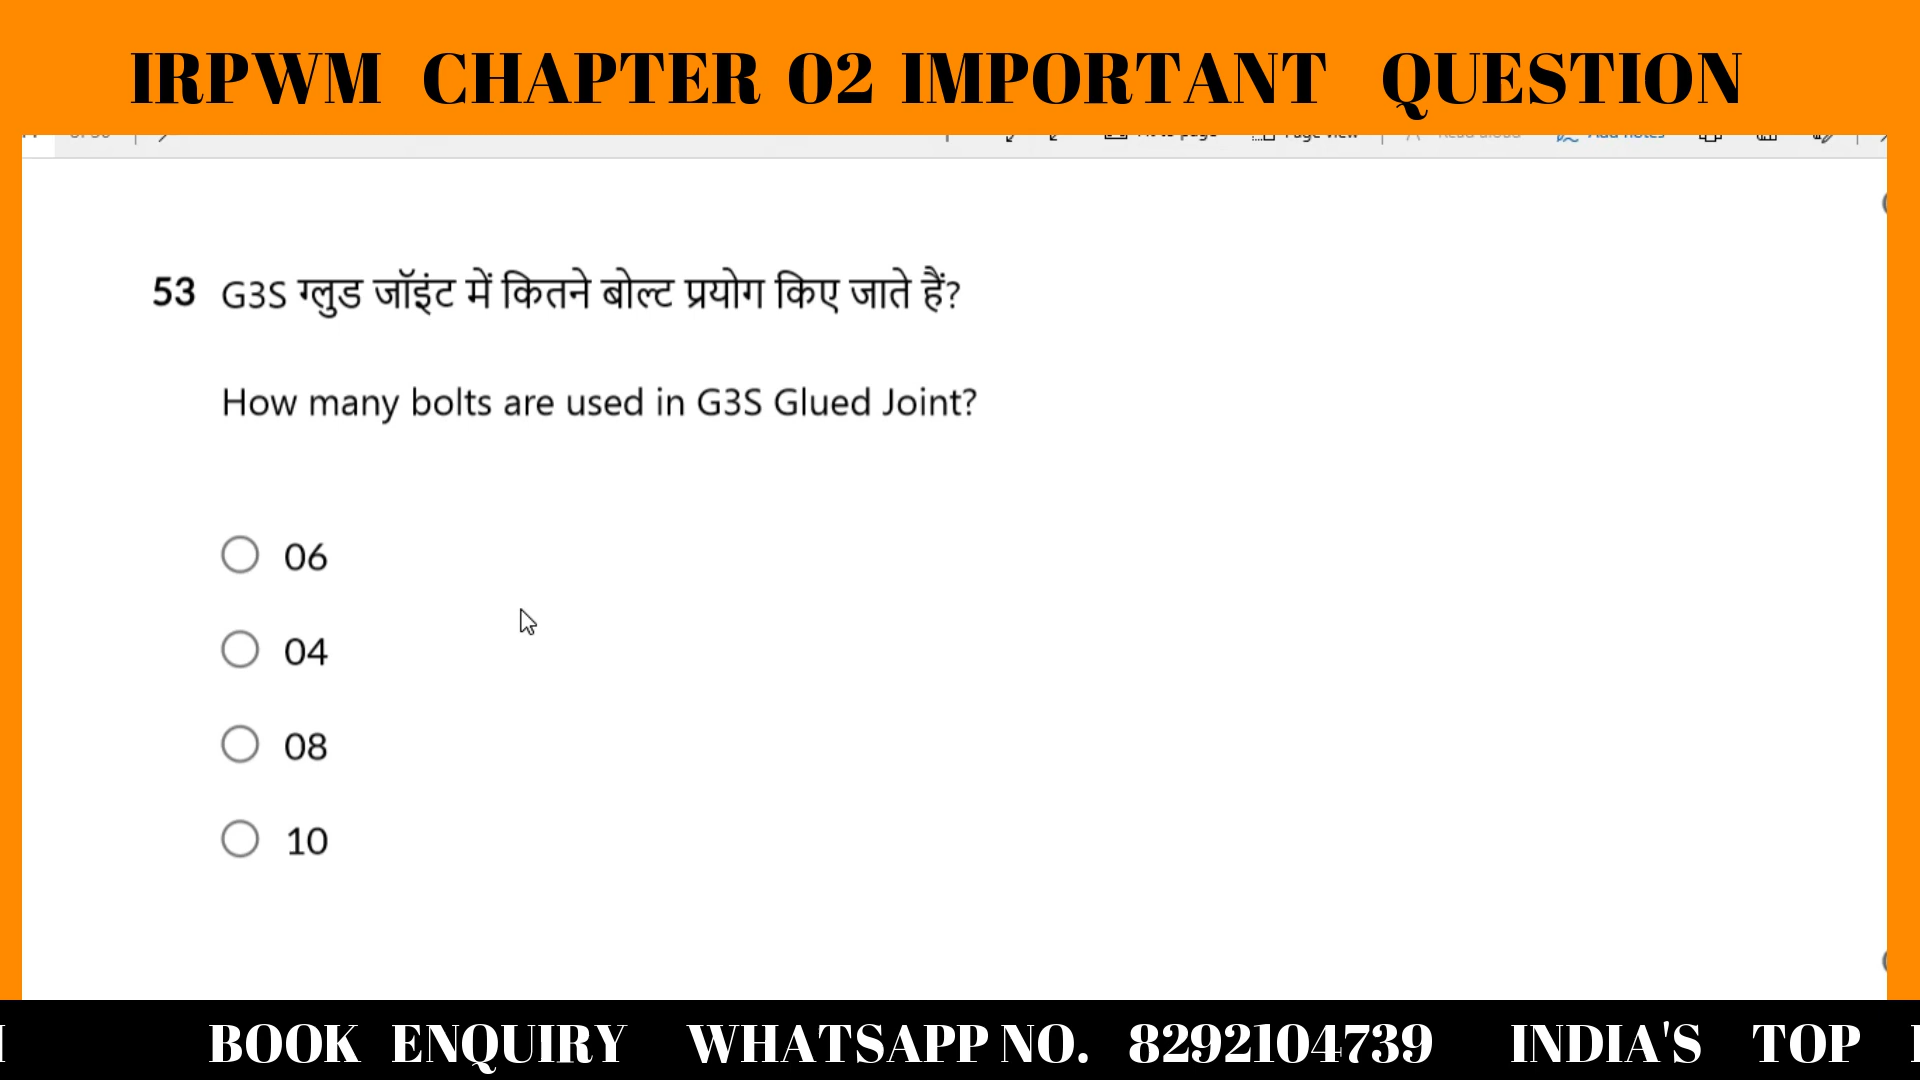 IRPWM CHAPTER 02 IMPORTANT QUESTION
53 G3S ग्लुड जॉइंट में कितने बोल्ट प्रयोग किए जाते हैं?
How many bolts are used in G3S Glued Joint?
06
04
08
10
BOOK ENQUIRY WHATSAPP NO. 8292104739 INDIA'S TOP